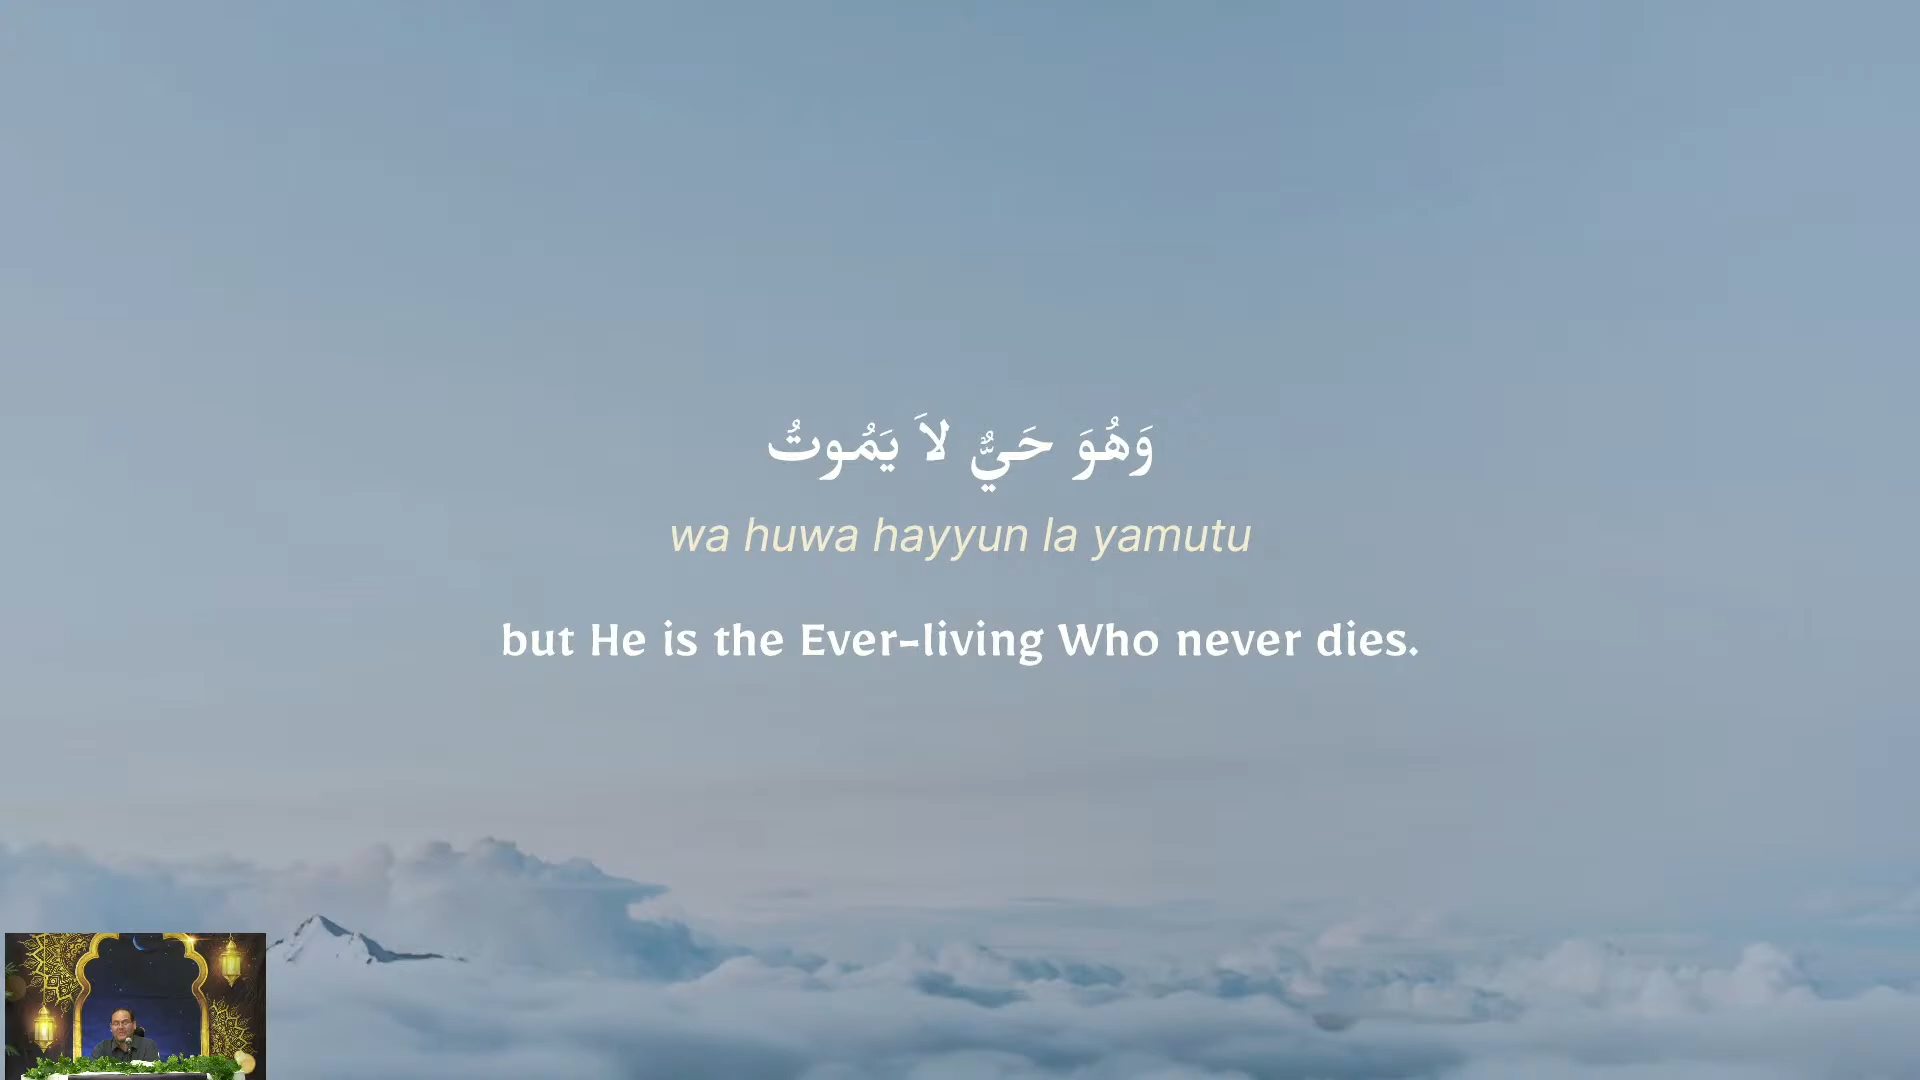 وَهُوَ حَيٌّ لاَ يَمُوتُ
wa huwa hayyun la yamutu
but He is the Ever-living Who never dies.